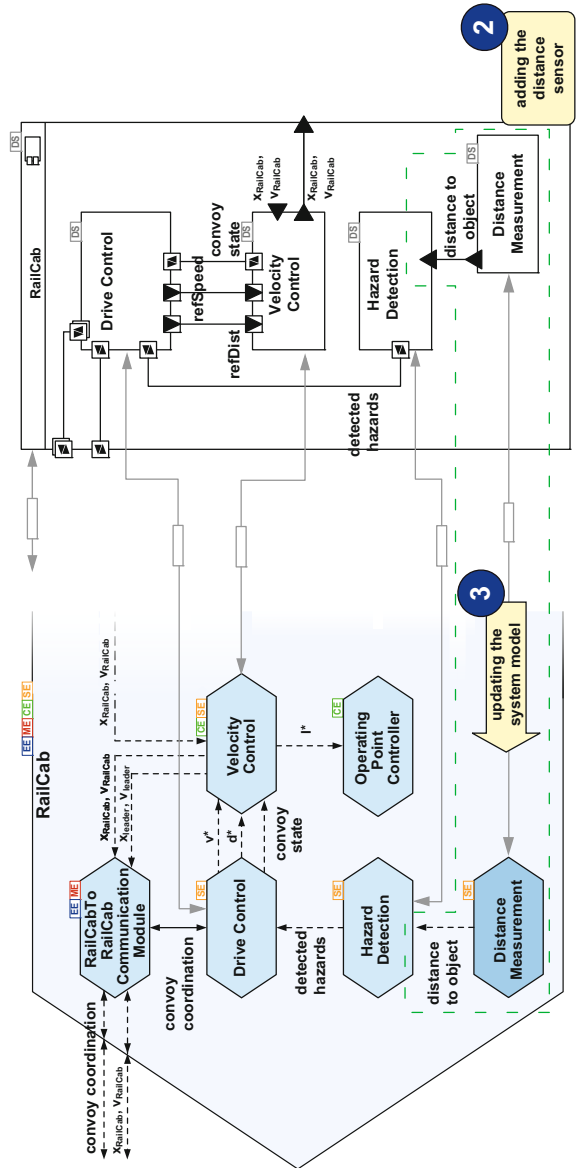 RailCab
EE ME CE SE
convoy coordination
xRailCab, vRailCab
RailCabTo
RailCab
Communication
Module
EE ME
xRailCab, vRailCab
xleader, vleader
xRailCab, vRailCab
convoy
coordination
Drive Control
SE
v*
d*
convoy
state
Velocity
Control
CE SE
l*
Operating
Point
Controller
CE
detected
hazards
Hazard
Detection
SE
distance
to object
Distance
Measurement
SE
3
updating the
system model
RailCab
DS
Drive Control
DS
refDist
refSpeed
convoy
state
Velocity
Control
DS
xRailCab,
vRailCab
xRailCab,
vRailCab
detected
hazards
Hazard
Detection
DS
distance to
object
Distance
Measurement
DS
2
adding the
distance
sensor